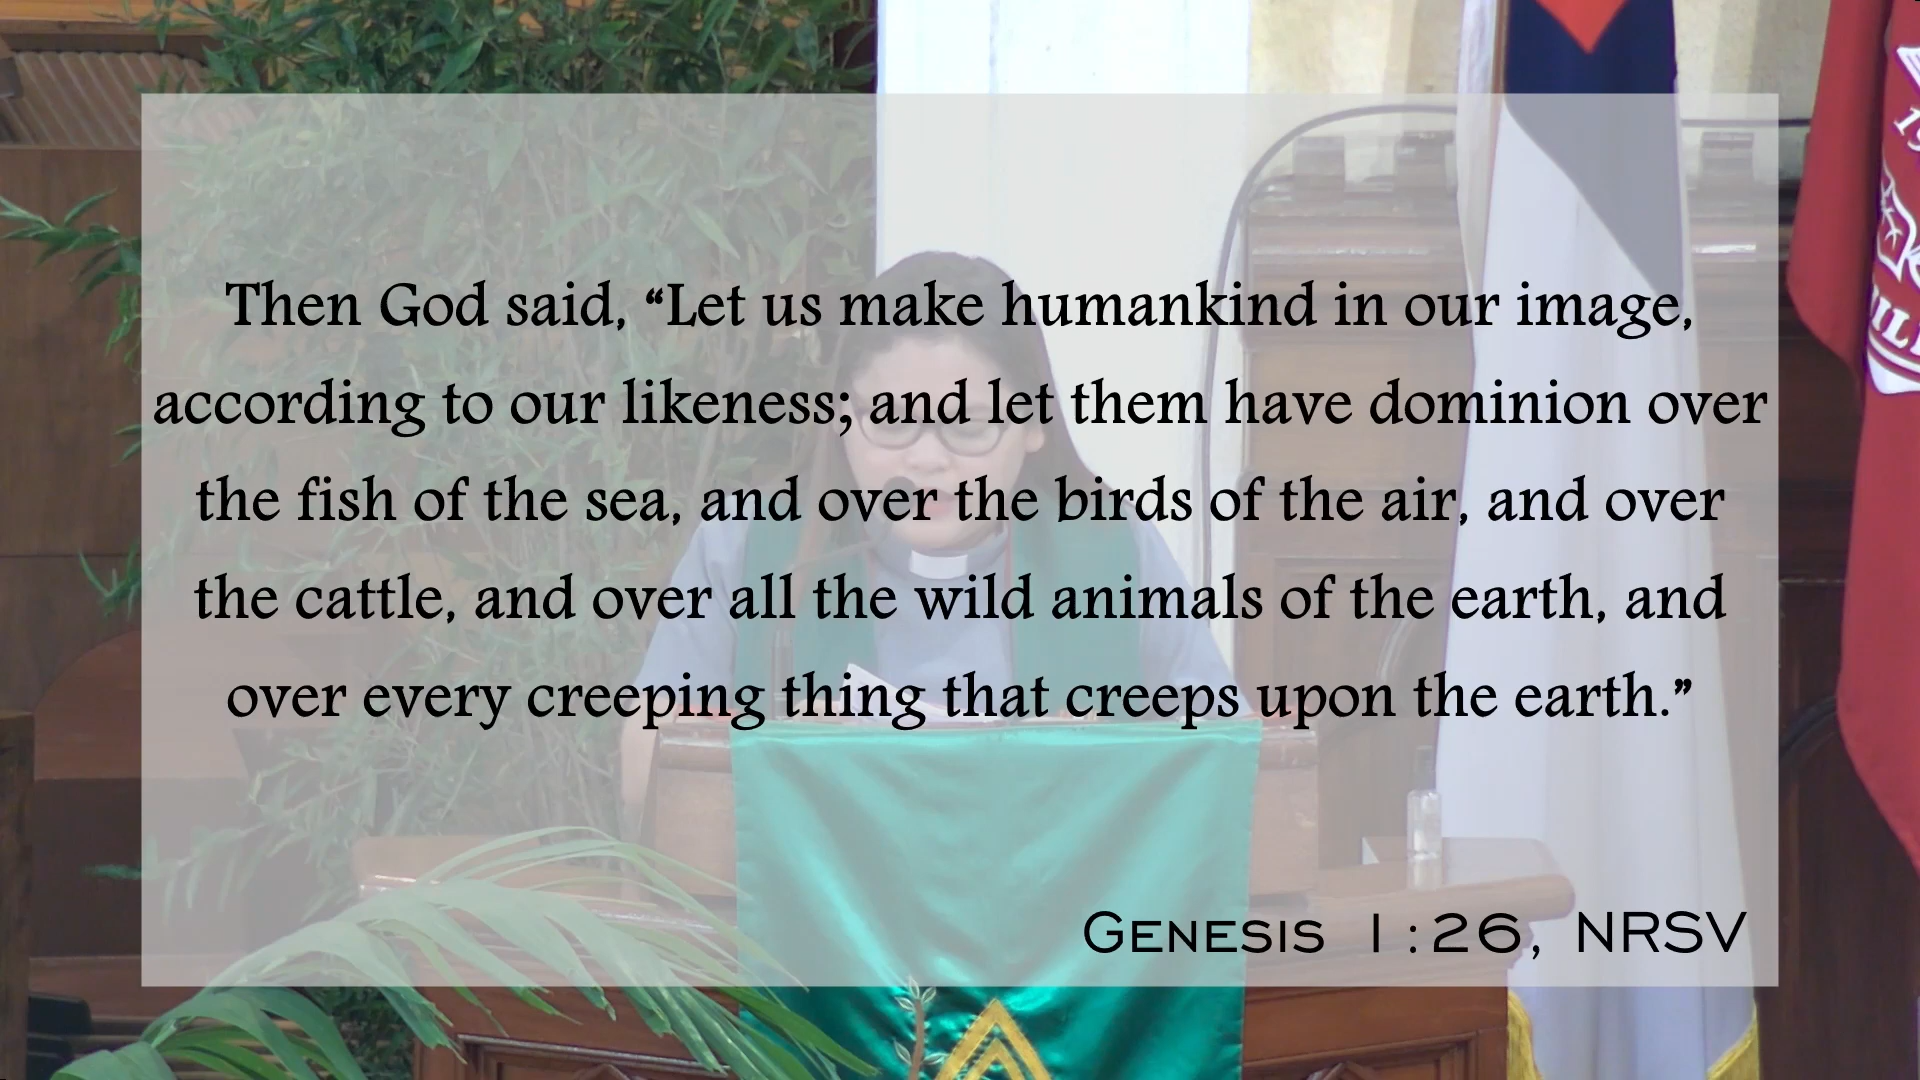 Then God said, “Let us make humankind in our image,
according to our likeness; and let them have dominion over
the fish of the sea, and over the birds of the air, and over
the cattle, and over all the wild animals of the earth, and
over every creeping thing that creeps upon the earth.”
Genesis 1:26, NRSV